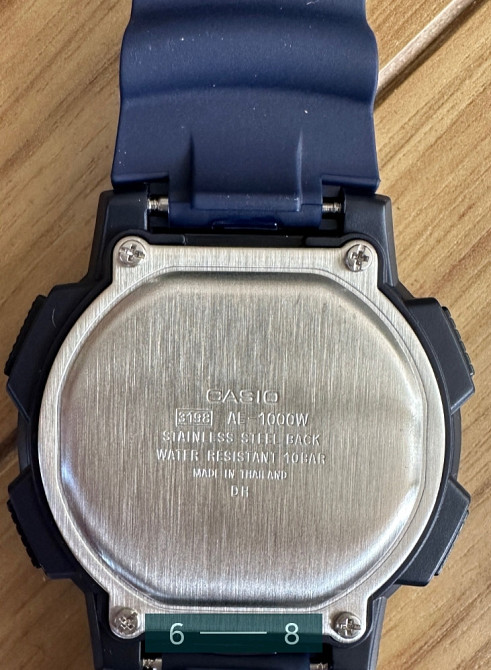 CASIO
3198 AE-1000W
STAINLESS STEEL BACK
WATER RESISTANT 10BAR
MADE IN THAILAND
DH
6 — 8